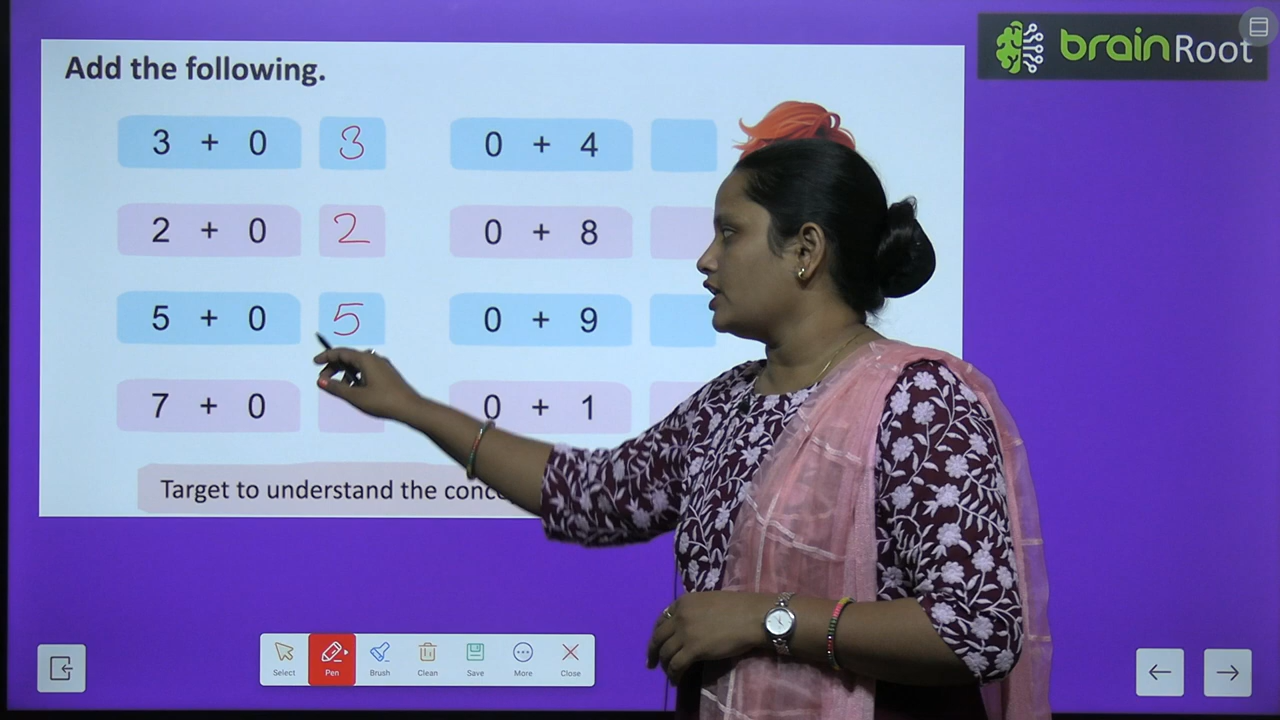 brainRoot
Add the following.
3 + 0 3 0 + 4
2 + 0 2 0 + 8
5 + 0 5 0 + 9
7 + 0 0 + 1
Target to understand the
Select Pen Brush Clean Save More Close